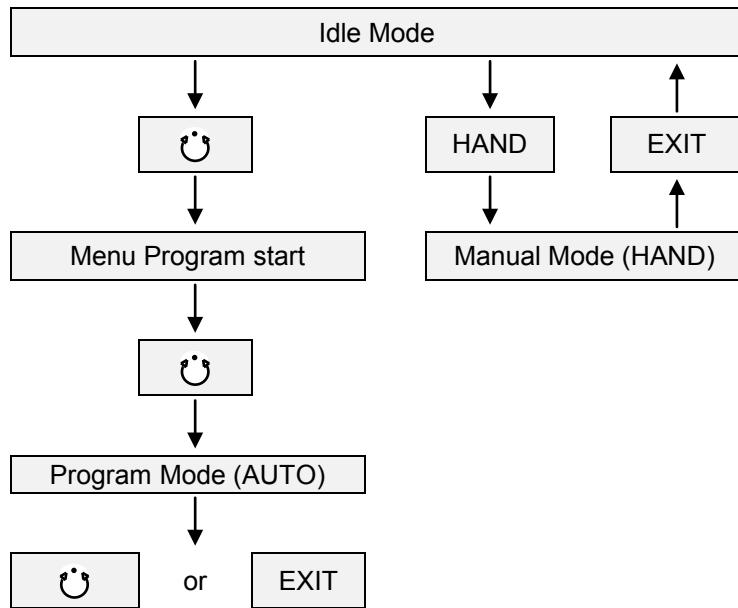 Idle Mode
HAND
EXIT
Menu Program start
Manual Mode (HAND)
Program Mode (AUTO)
or
EXIT